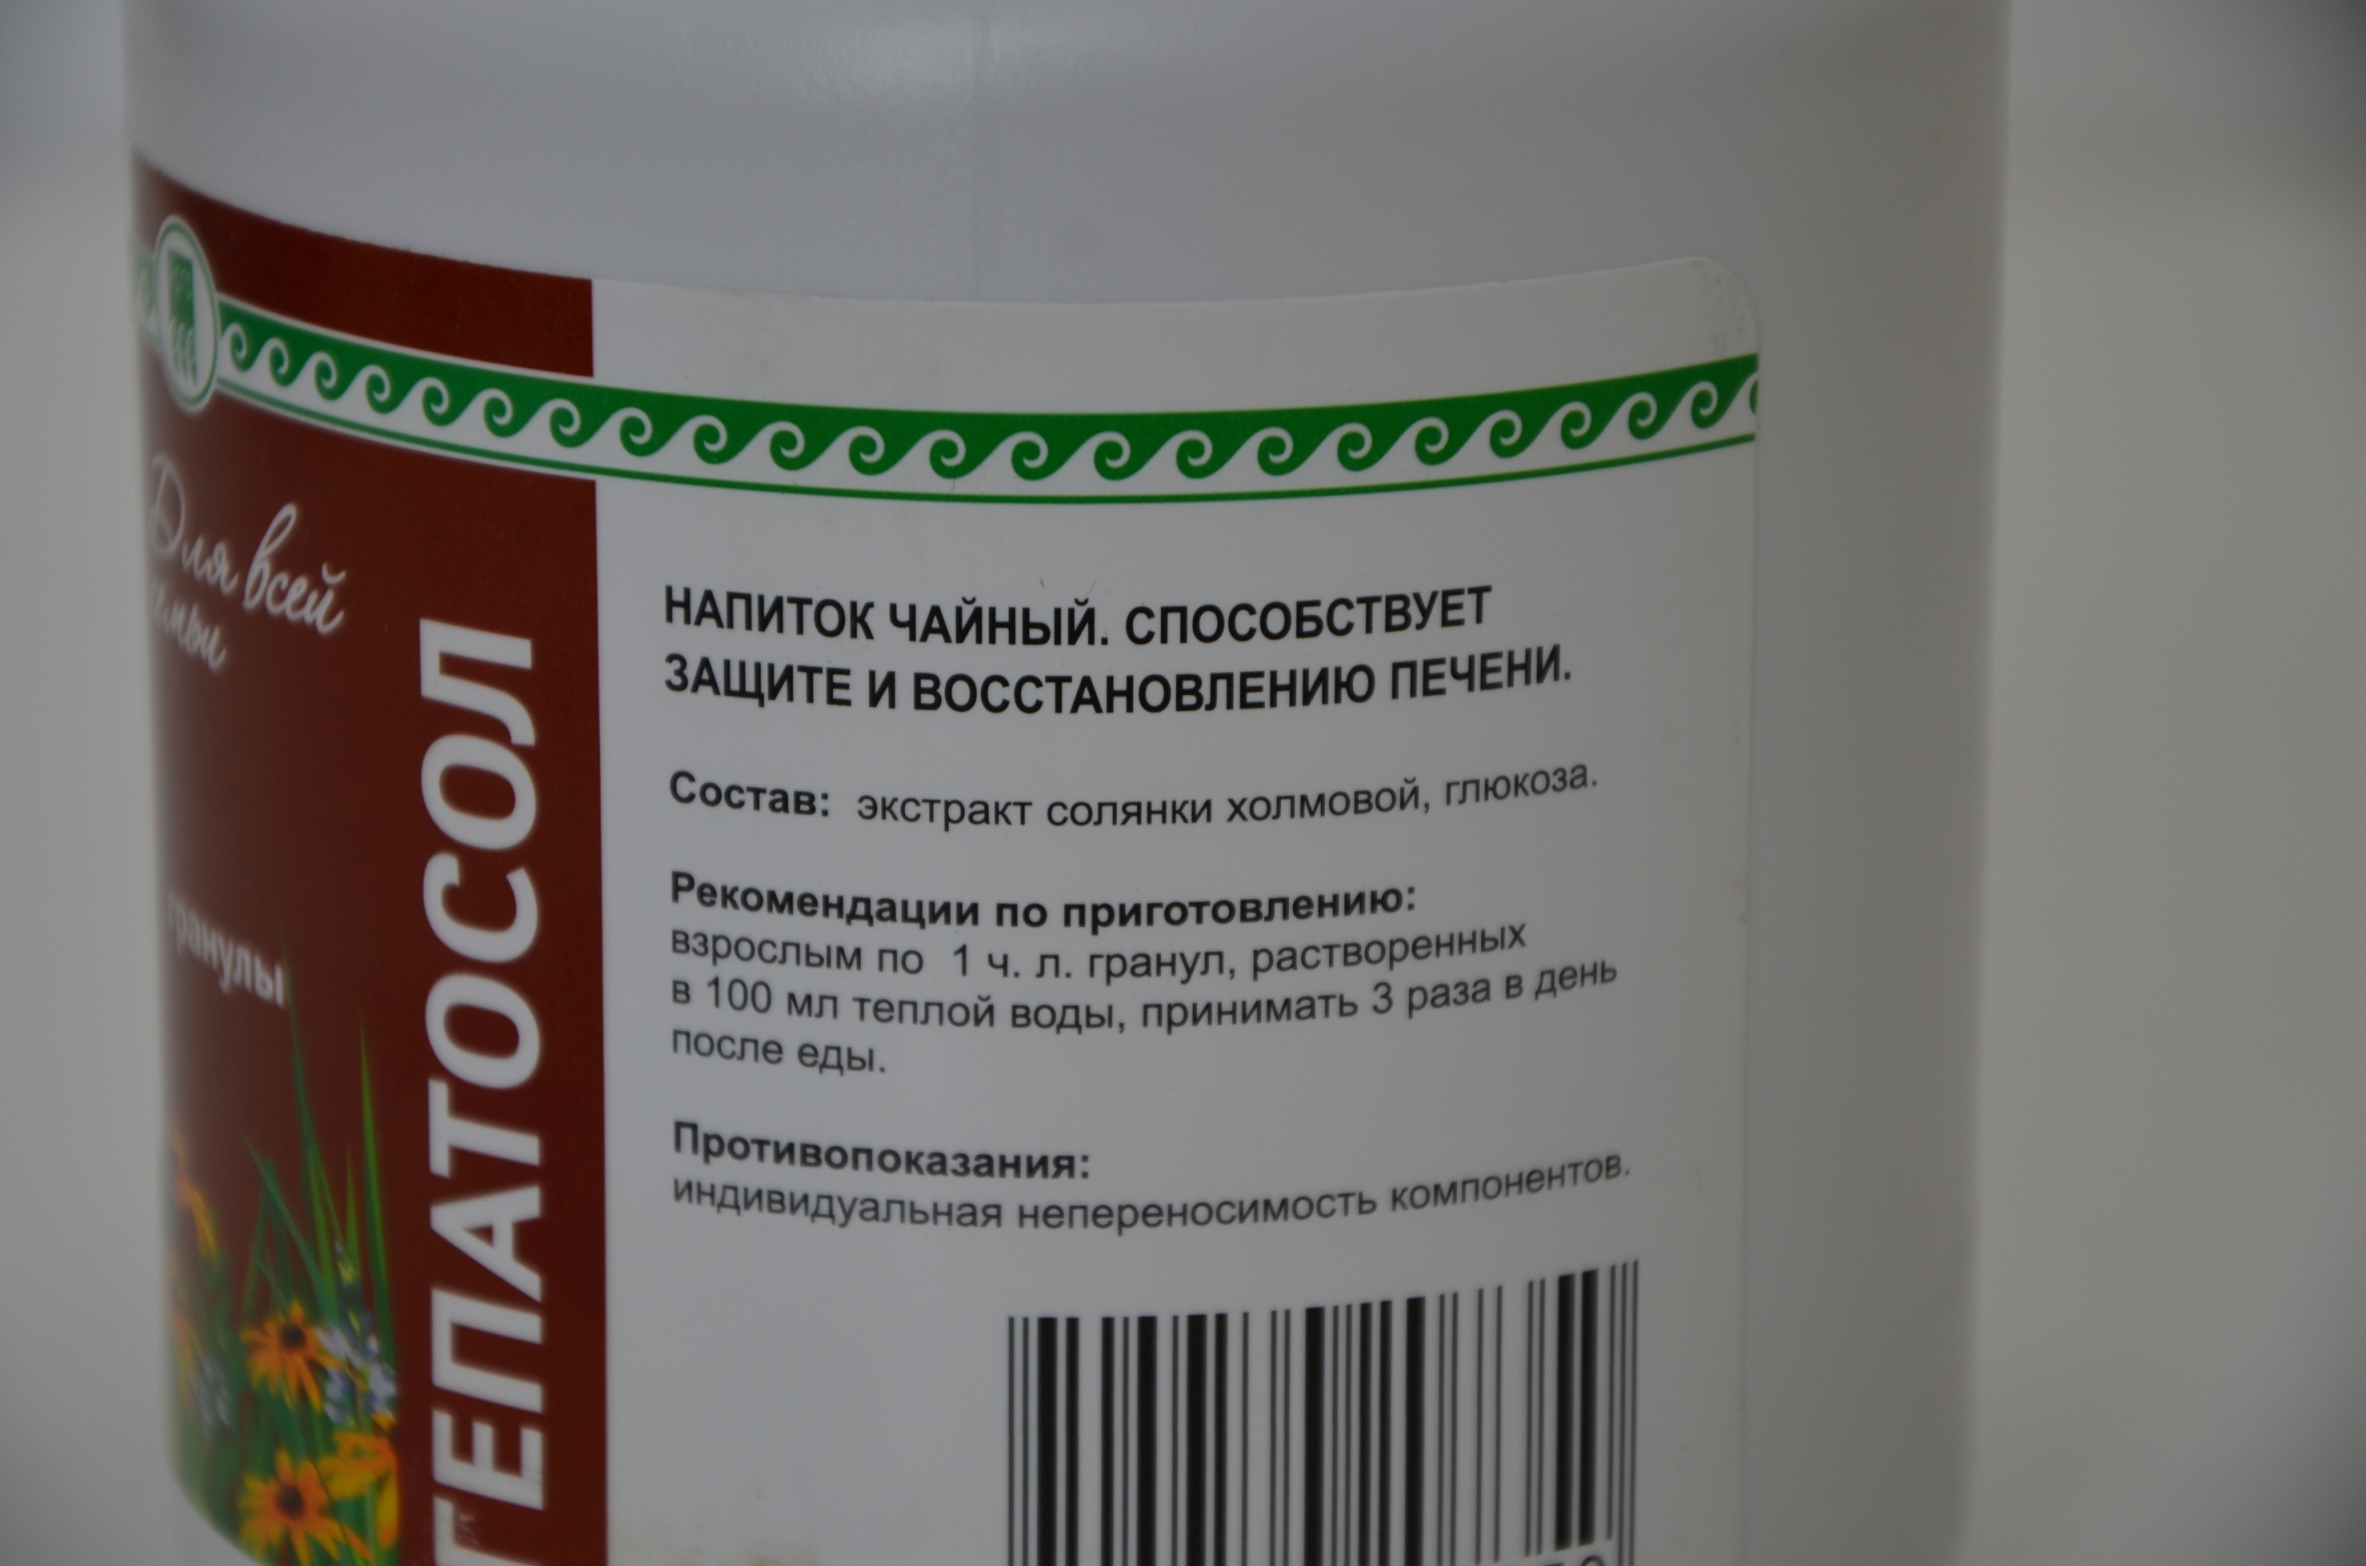 Для всей
семьи
гранулы
ГЕПАТОСОЛ
НАПИТОК ЧАЙНЫЙ. СПОСОБСТВУЕТ
ЗАЩИТЕ И ВОССТАНОВЛЕНИЮ ПЕЧЕНИ.
Состав: экстракт солянки холмовой, глюкоза.
Рекомендации по приготовлению:
взрослым по 1 ч. л. гранул, растворенных
в 100 мл теплой воды, принимать 3 раза в день
после еды.
Противопоказания:
индивидуальная непереносимость компонентов.